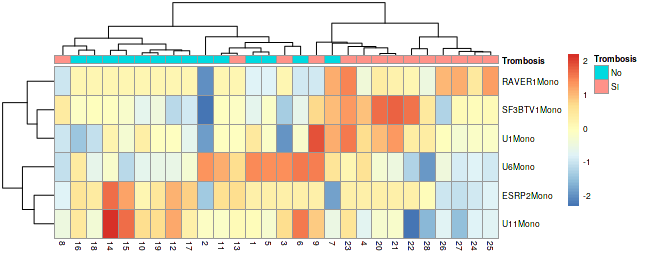 Trombosis
RAVER1Mono
SF3BTV1Mono
U1Mono
U6Mono
ESRP2Mono
U11Mono
8 16 18 14 15 10 19 12 17 2 11 13 1 5 3 6 9 7 23 4 20 21 22 28 26 27 24 25
2
1
0
-1
-2
Trombosis
No
SI